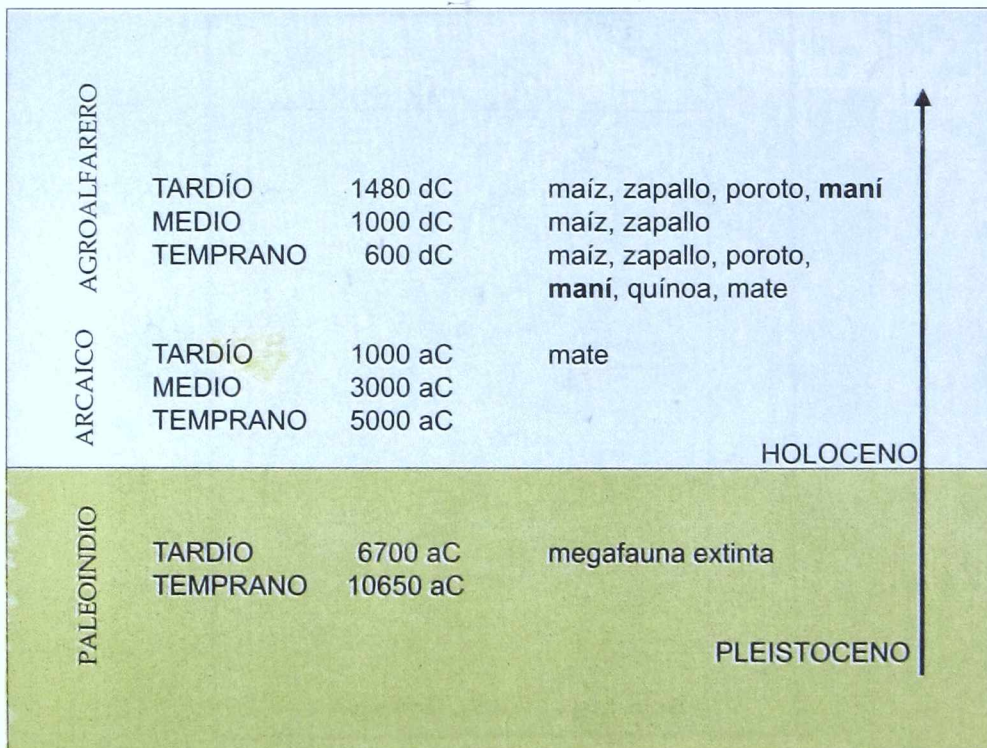 AGROALFARERO
TARDÍO 1480 dC maíz, zapallo, poroto, maní
MEDIO 1000 dC maíz, zapallo
TEMPRANO 600 dC maíz, zapallo, poroto,
maní, quínoa, mate
ARCAICO
TARDÍO 1000 aC mate
MEDIO 3000 aC
TEMPRANO 5000 aC
HOLOCENO
PALEOINDIO
TARDÍO 6700 aC megafauna extinta
TEMPRANO 10650 aC
PLEISTOCENO